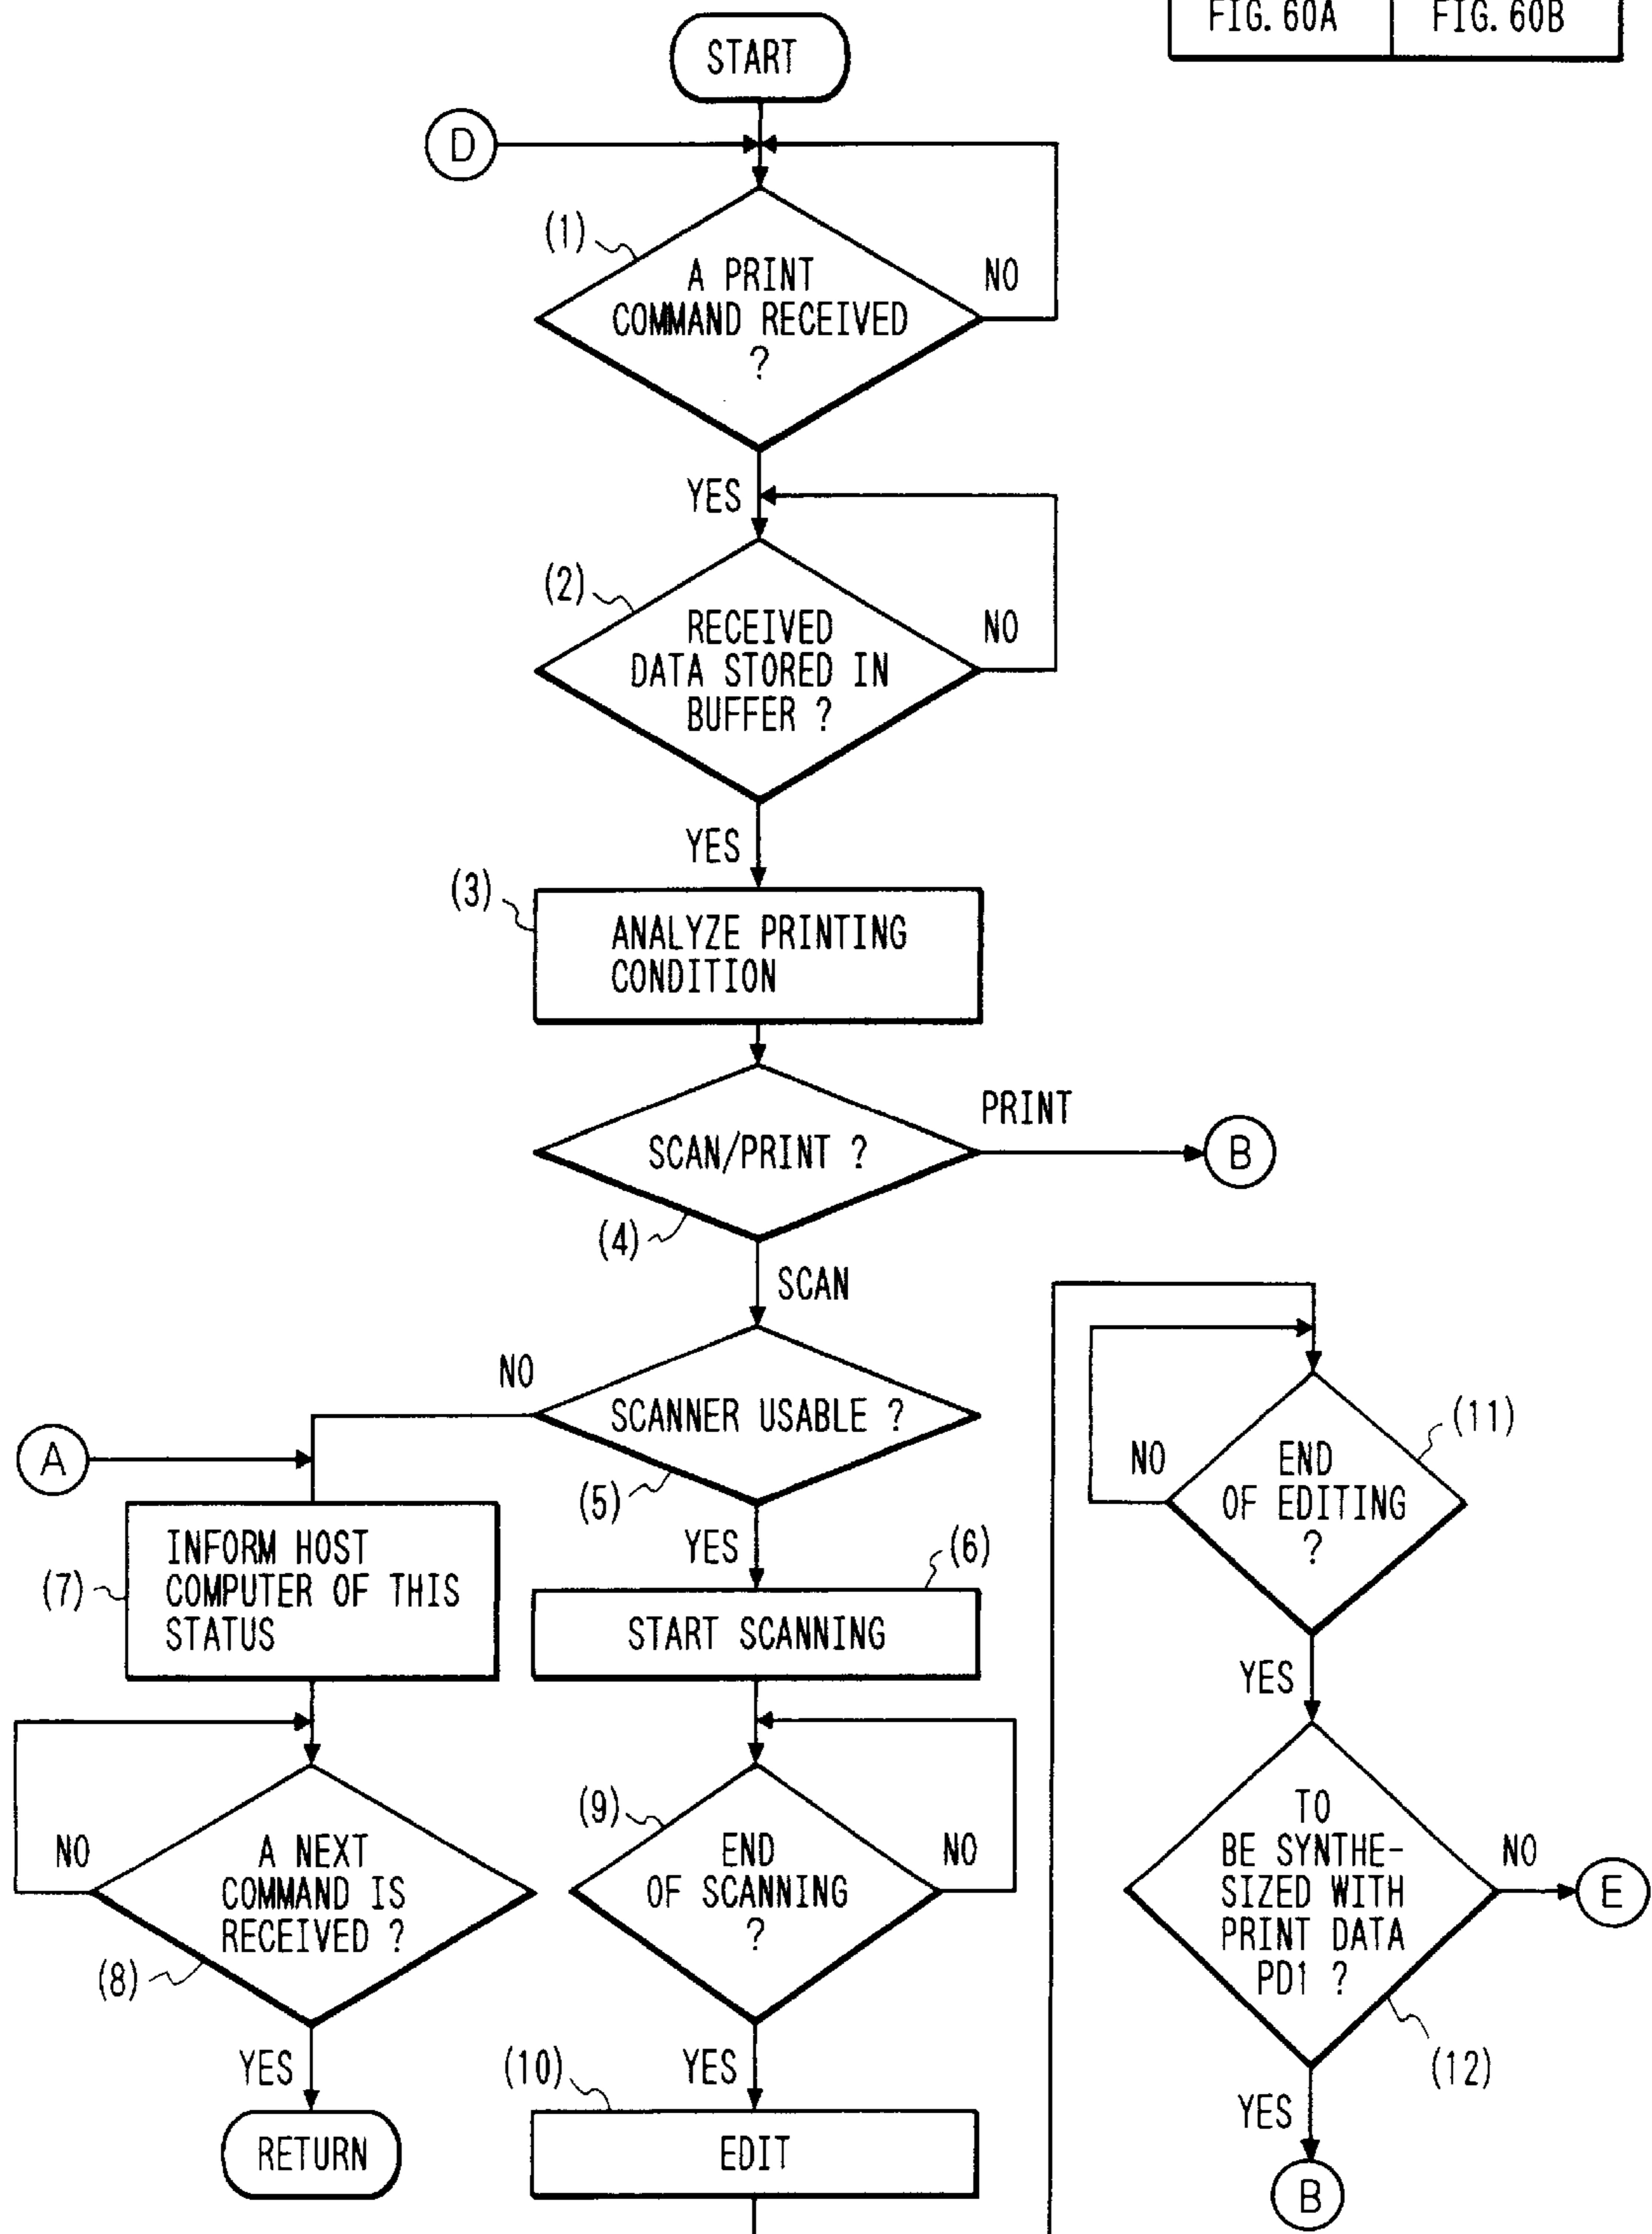 FIG. 60A
FIG. 60B
START
D
(1)
A PRINT
COMMAND RECEIVED
?
NO
YES
(2)
RECEIVED
DATA STORED IN
BUFFER ?
NO
YES
(3)
ANALYZE PRINTING
CONDITION
SCAN/PRINT ?
PRINT
B
(4)
SCAN
SCANNER USABLE ?
NO
(5)
YES
A
(7)
INFORM HOST
COMPUTER OF THIS
STATUS
(6)
START SCANNING
(8)
A NEXT
COMMAND IS
RECEIVED ?
NO
YES
RETURN
(9)
END
OF SCANNING
?
NO
YES
(10)
EDIT
(11)
END
OF EDITING
?
NO
YES
TO
BE SYNTHE-
SIZED WITH
PRINT DATA
PD1 ?
NO
E
(12)
YES
B